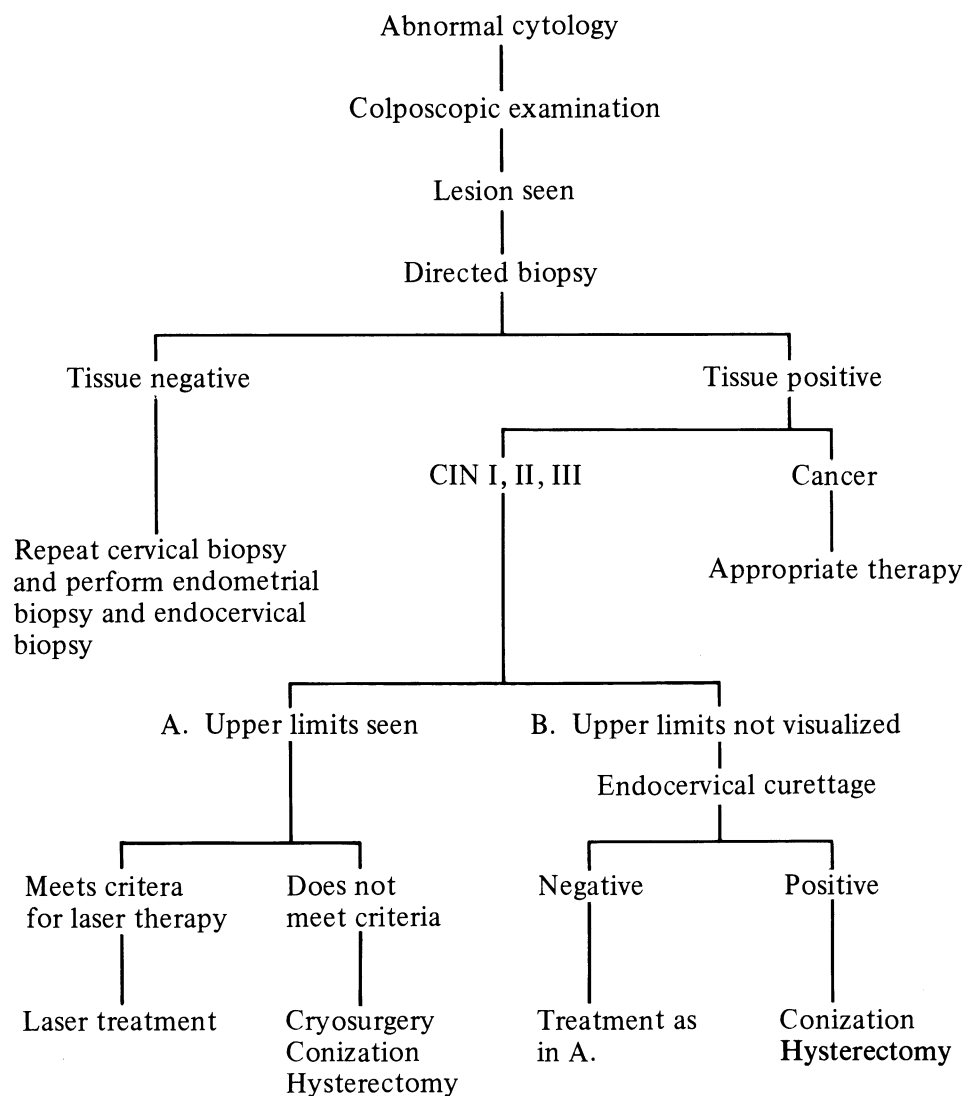 Abnormal cytology
Colposcopic examination
Lesion seen
Directed biopsy
Tissue negative
Tissue positive
CIN I, II, III
Cancer
Repeat cervical biopsy
and perform endometrial
biopsy and endocervical
biopsy
Appropriate therapy
A. Upper limits seen
B. Upper limits not visualized
Endocervical curettage
Meets critera
for laser therapy
Does not
meet criteria
Negative
Positive
Laser treatment
Cryosurgery
Conization
Hysterectomy
Treatment as
in A.
Conization
Hysterectomy